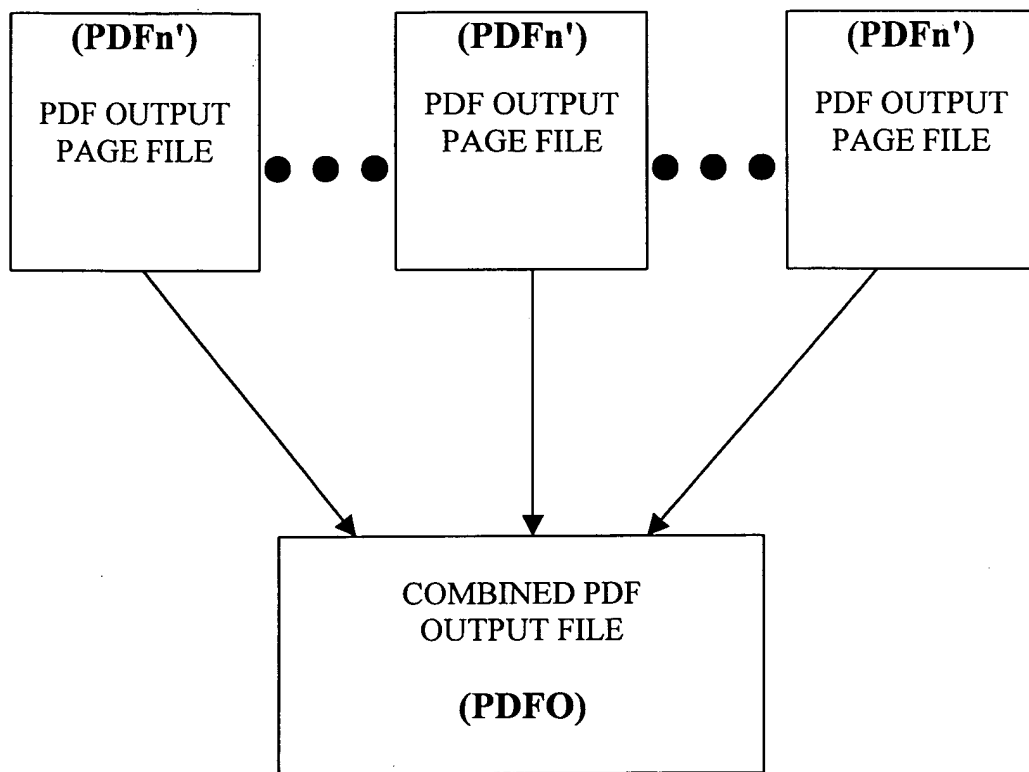 (PDFn')
PDF OUTPUT
PAGE FILE
(PDFn')
PDF OUTPUT
PAGE FILE
(PDFn')
PDF OUTPUT
PAGE FILE
COMBINED PDF
OUTPUT FILE
(PDFO)